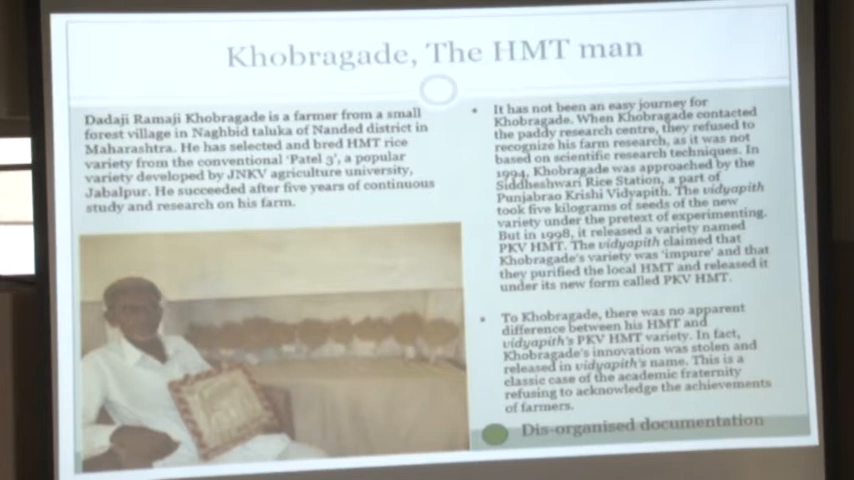 Khobragade, The HMT man
Dadaji Ramaji Khobragade is a farmer from a small
forest village in Naghbid taluka of Nanded district in
Maharashtra. He has selected and bred HMT rice
variety from the conventional 'Patel 3', a popular
variety developed by JNKV agriculture university,
Jabalpur. He succeeded after five years of continuous
study and research on his farm.
• It has not been an easy journey for
Khobragade. When Khobragade contacted
the paddy research centre, they refused to
recognize his farm research, as it was not
based on scientific research techniques. In
1994, Khobragade was approached by the
Siddheshwari Rice Station, a part of
Punjabrao Krishi Vidyapith. The vidyapith
took five kilograms of seeds of the new
variety under the pretext of experimenting.
But in 1998, it released a variety named
PKV HMT. The vidyapith claimed that
Khobragade's variety was 'impure' and that
they purified the local HMT and released it
under its new form called PKV HMT.
• To Khobragade, there was no apparent
difference between his HMT and
vidyapith's PKV HMT variety. In fact,
Khobragade's innovation was stolen and
released in vidyapith's name. This is a
classic case of the academic fraternity
refusing to acknowledge the achievements
of farmers.
Dis-organised documentation